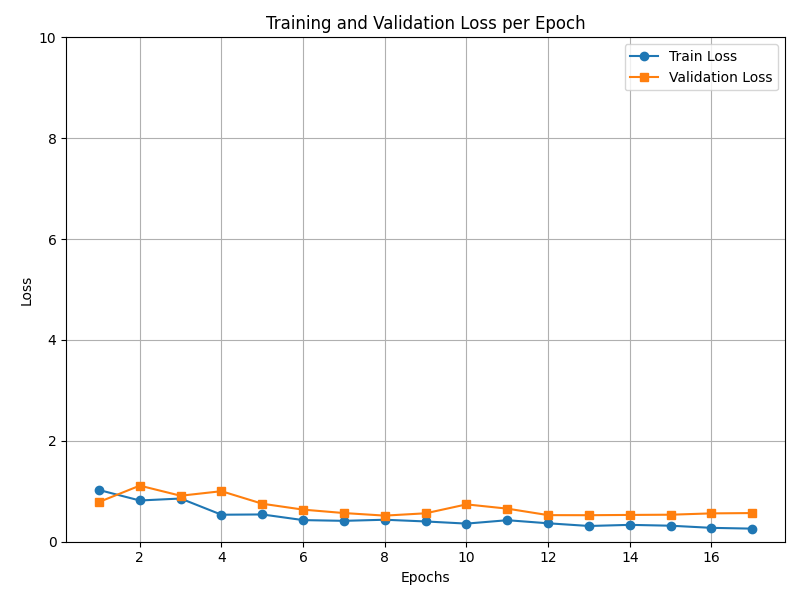 Training and Validation Loss per Epoch
10
Train Loss
Validation Loss
8
6
4
2
0
Loss
2 4 6 8 10 12 14 16
Epochs